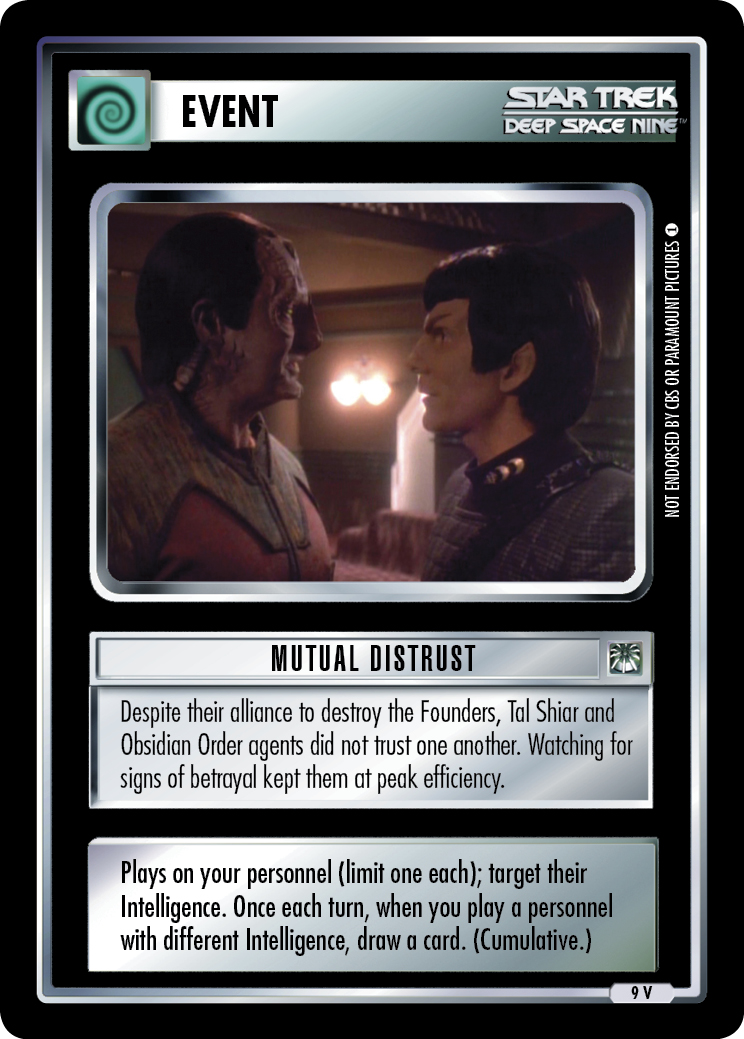 EVENT
STAR TREK
DEEP SPACE NINE™
NOT ENDORSED BY CBS OR PARAMOUNT PICTURES 1
MUTUAL DISTRUST
Despite their alliance to destroy the Founders, Tal Shiar and
Obsidian Order agents did not trust one another. Watching for
signs of betrayal kept them at peak efficiency.
Plays on your personnel (limit one each); target their
Intelligence. Once each turn, when you play a personnel
with different Intelligence, draw a card. (Cumulative.)
9 V